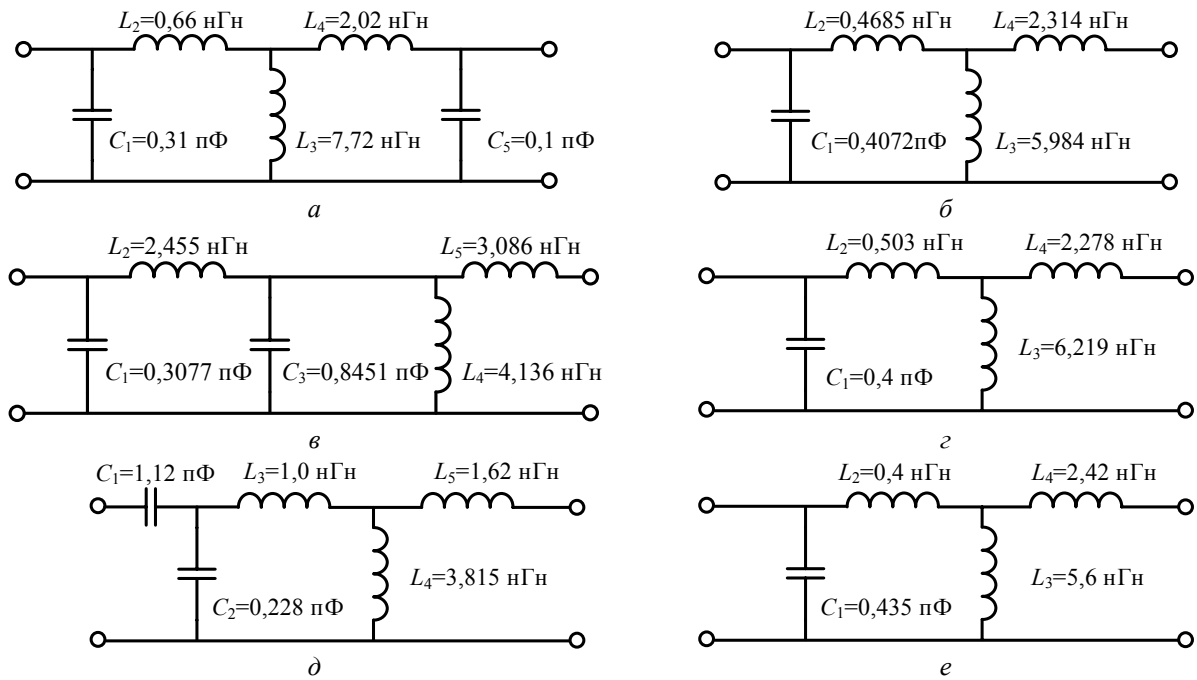 L2=0,66 нГн
L4=2,02 нГн
C1=0,31 пФ
L3=7,72 нГн
C5=0,1 пФ
а
L2=0,4685 нГн
L4=2,314 нГн
C1=0,4072пФ
L3=5,984 нГн
б
L2=2,455 нГн
L5=3,086 нГн
C1=0,3077 пФ
C3=0,8451 пФ
L4=4,136 нГн
в
L2=0,503 нГн
L4=2,278 нГн
L3=6,219 нГн
C1=0,4 пФ
г
C1=1,12 пФ
L3=1,0 нГн
L5=1,62 нГн
L4=3,815 нГн
C2=0,228 пФ
д
L2=0,4 нГн
L4=2,42 нГн
L3=5,6 нГн
C1=0,435 пФ
е